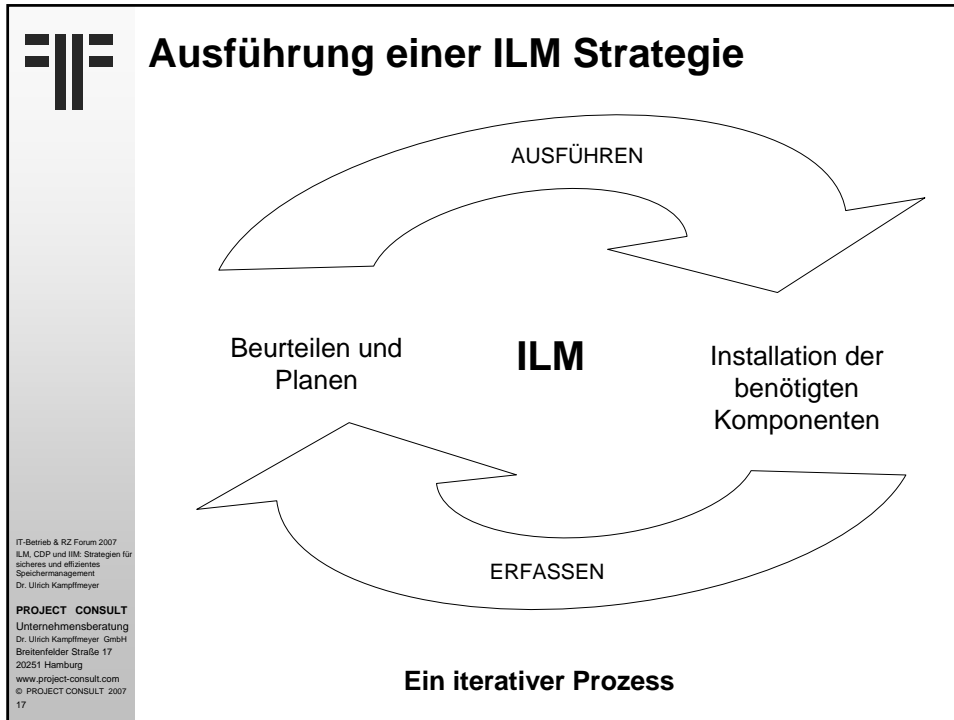 Ausführung einer ILM Strategie
AUSFÜHREN
Beurteilen und
Planen
ILM
Installation der
benötigten
Komponenten
ERFASSEN
Ein iterativer Prozess
IT-Betrieb & RZ Forum 2007
ILM, CDP und IIM: Strategien für
sicheres und effizientes
Speichermanagement
Dr. Ulrich Kampffmeyer
PROJECT CONSULT
Unternehmensberatung
Dr. Ulrich Kampffmeyer GmbH
Breitenfelder Straße 17
20251 Hamburg
www.project-consult.com
© PROJECT CONSULT 2007
17